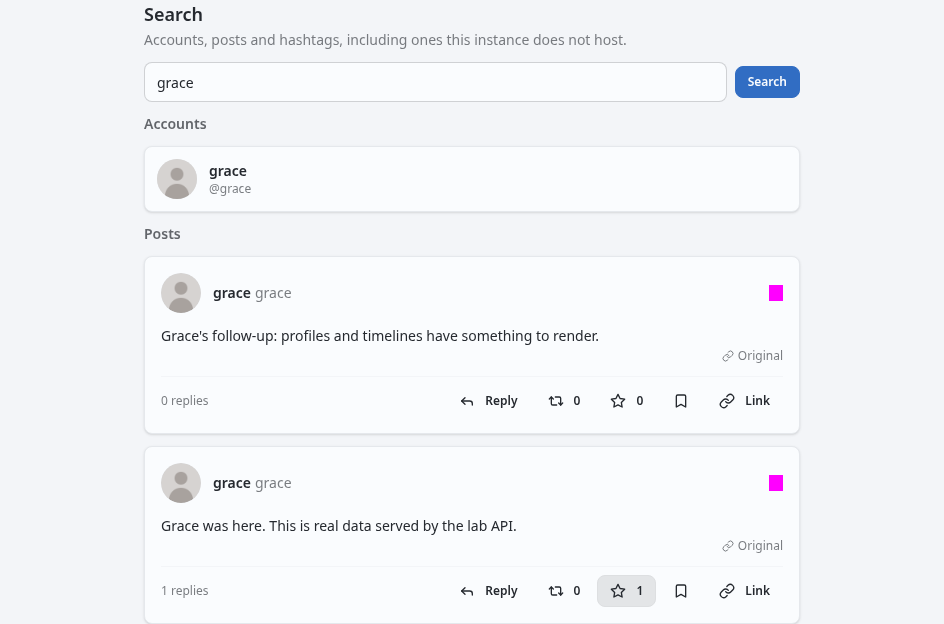 Search
Accounts, posts and hashtags, including ones this instance does not host.
grace Search
Accounts
grace
@grace
Posts
grace grace
Grace's follow-up: profiles and timelines have something to render.
Original
0 replies Reply 0 0 Link
grace grace
Grace was here. This is real data served by the lab API.
Original
1 replies Reply 0 1 Link